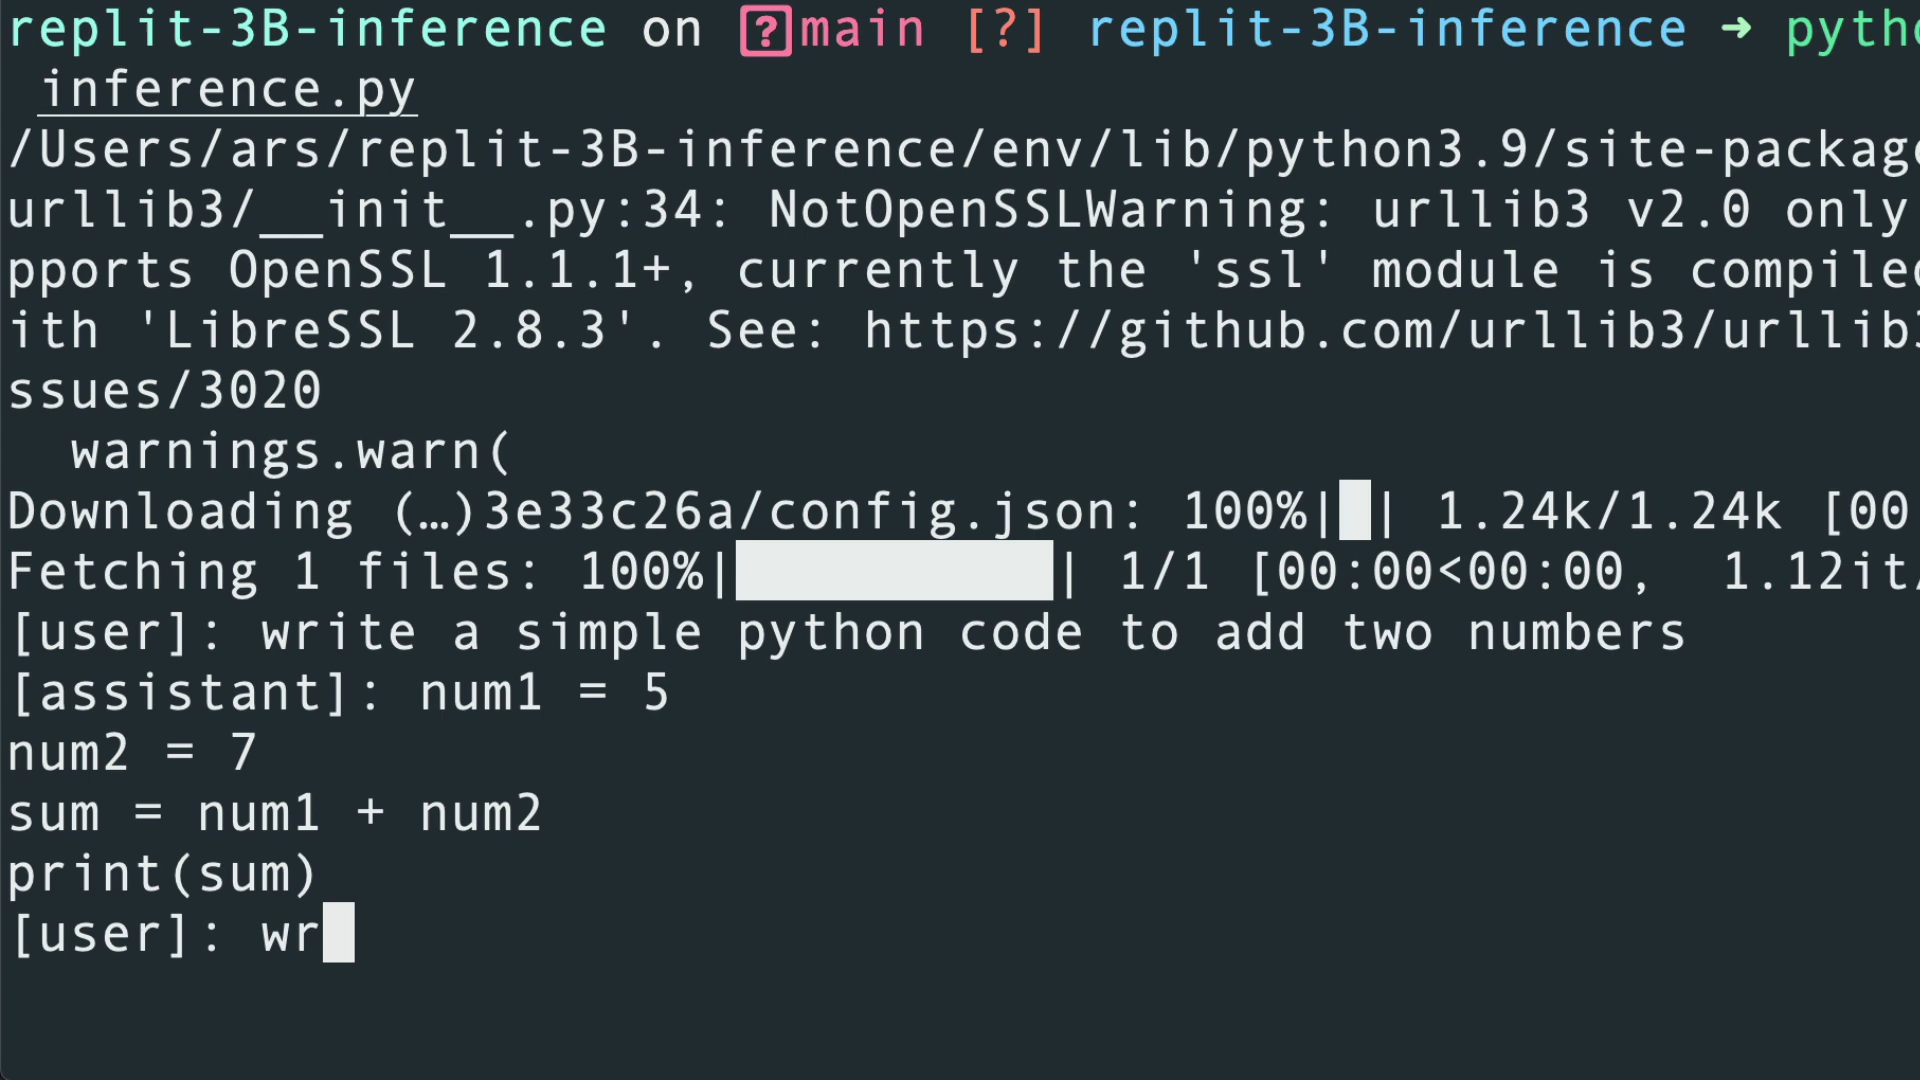 replit-3B-inference on ?main [?] replit-3B-inference ➜ pytho
inference.py
/Users/ars/replit-3B-inference/env/lib/python3.9/site-package
urllib3/__init__.py:34: NotOpenSSLWarning: urllib3 v2.0 only
pports OpenSSL 1.1.1+, currently the 'ssl' module is compiled
ith 'LibreSSL 2.8.3'. See: https://github.com/urllib3/urllib3
ssues/3020
warnings.warn(
Downloading (…)3e33c26a/config.json: 100%|█| 1.24k/1.24k [00
Fetching 1 files: 100%|██████████| 1/1 [00:00<00:00, 1.12it/
[user]: write a simple python code to add two numbers
[assistant]: num1 = 5
num2 = 7
sum = num1 + num2
print(sum)
[user]: wr